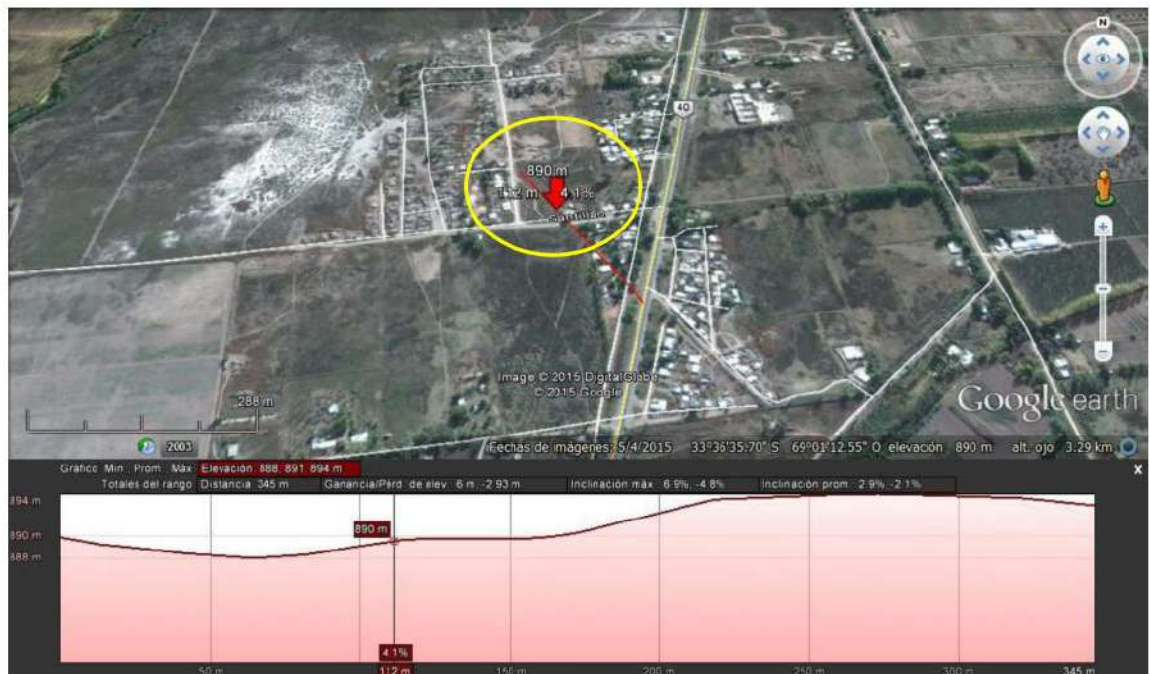 N
40
890 m
112 m 4.1%
Santillán
Image © 2015 DigitalGlobe
© 2015 Google
Google earth
288 m
2003
Fechas de imágenes: 5/4/2015 33°36'35.70" S 69°01'12.55" O elevación 890 m alt. ojo 3.29 km
Gráfico: Mín., Prom., Máx. Elevación: 888, 891, 894 m
x
Totales del rango: Distancia: 345 m Ganancia/Pérd. de elev.: 6 m, -2.93 m Inclinación máx.: 6.9%, -4.8% Inclinación prom.: 2.9%, -2.1%
894 m
890 m
890 m
888 m
4.1%
50 m
112 m
150 m
200 m
250 m
300 m
345 m